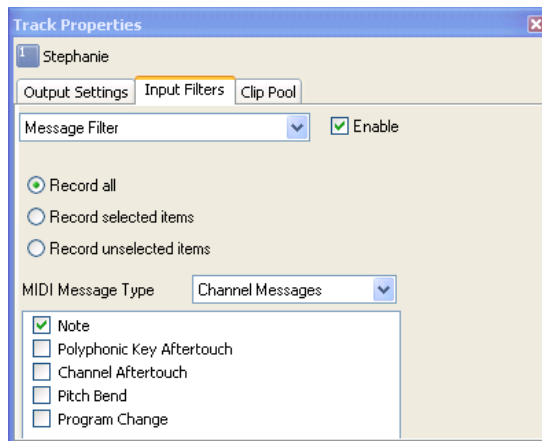 Track Properties
1 Stephanie
Output Settings Input Filters Clip Pool
Message Filter Enable
Record all
Record selected items
Record unselected items
MIDI Message Type Channel Messages
Note
Polyphonic Key Aftertouch
Channel Aftertouch
Pitch Bend
Program Change